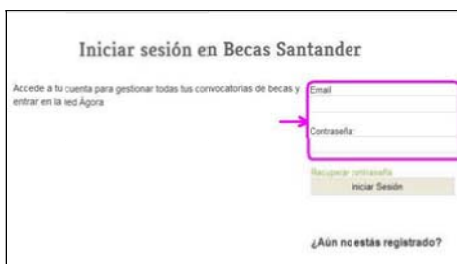 Iniciar sesión en Becas Santander
Accede a tu cuenta para gestionar todas tus convocatorias de becas y
entrar en la red Ágora
Email
Contraseña:
Recuperar contraseña
Iniciar Sesión
¿Aún no estás registrado?